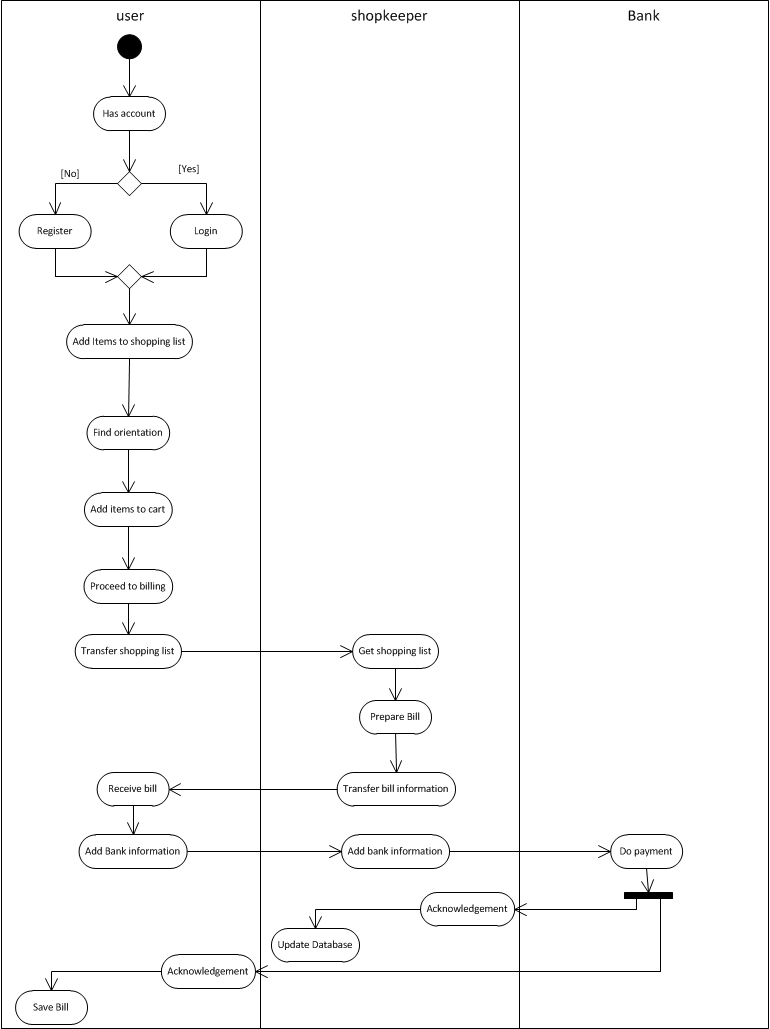 user
shopkeeper
Bank
Has account
[No]
[Yes]
Register
Login
Add Items to shopping list
Find orientation
Add items to cart
Proceed to billing
Transfer shopping list
Get shopping list
Prepare Bill
Receive bill
Transfer bill information
Add Bank information
Add bank information
Do payment
Acknowledgement
Update Database
Acknowledgement
Save Bill